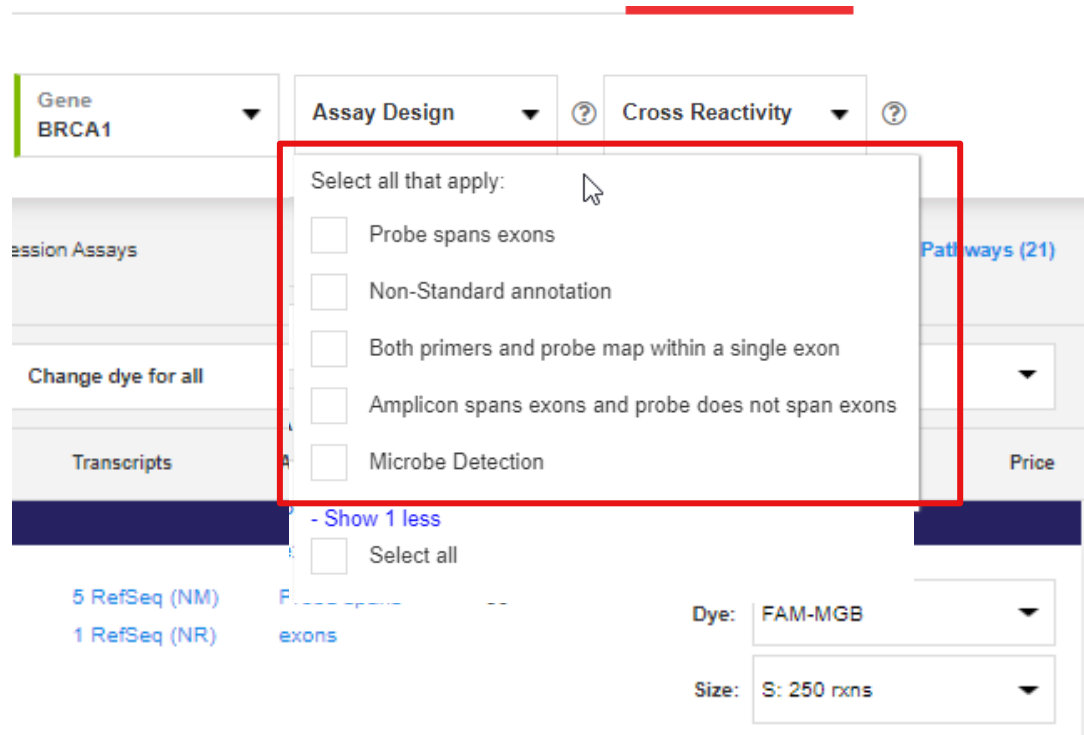 Gene
BRCA1
Assay Design
Cross Reactivity
Select all that apply:
Probe spans exons
ession Assays
Pathways (21)
Non-Standard annotation
Both primers and probe map within a single exon
Change dye for all
Amplicon spans exons and probe does not span exons
Transcripts
A
Microbe Detection
Price
- Show 1 less
Select all
5 RefSeq (NM)
1 RefSeq (NR)
exons
Dye: FAM-MGB
Size: S: 250 rxns